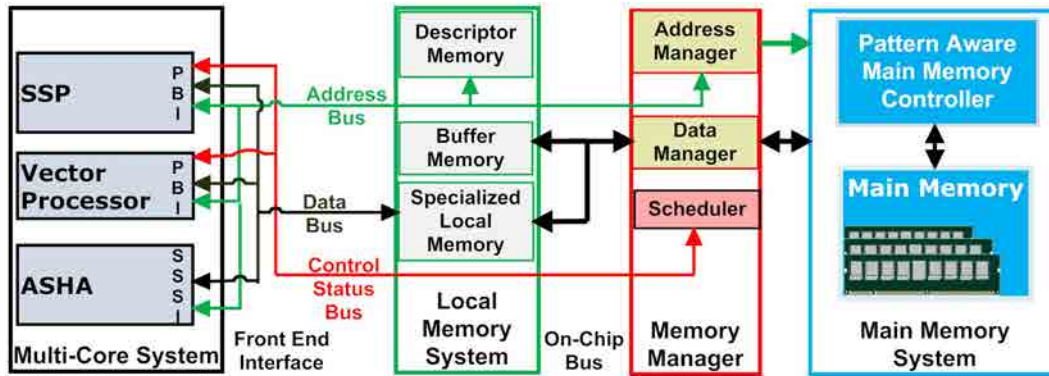 SSP
P
B
I
Vector
Processor
P
B
I
ASHA
S
S
S
I
Multi-Core System
Address
Bus
Data
Bus
Control
Status
Bus
Front End
Interface
Descriptor
Memory
Buffer
Memory
Specialized
Local
Memory
Local
Memory
System
On-Chip
Bus
Address
Manager
Data
Manager
Scheduler
Memory
Manager
Pattern Aware
Main Memory
Controller
Main Memory
Main Memory
System